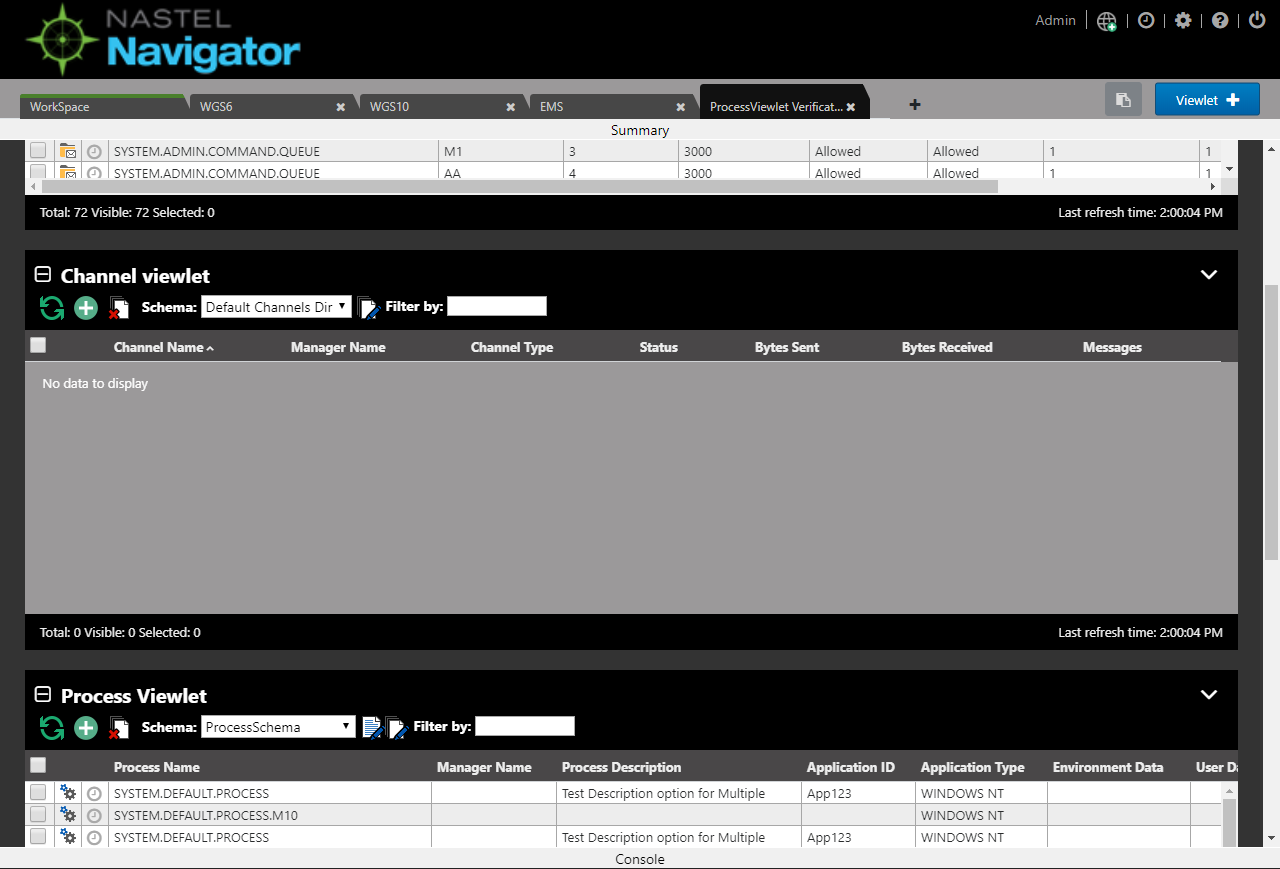 NASTEL
Navigator
Admin
WorkSpace WGS6 WGS10 EMS ProcessViewlet Verificat... Viewlet
Summary
SYSTEM.ADMIN.COMMAND.QUEUE M1 3 3000 Allowed Allowed 1 1
SYSTEM.ADMIN.COMMAND.QUEUE AA 4 3000 Allowed Allowed 1 1
Total: 72 Visible: 72 Selected: 0 Last refresh time: 2:00:04 PM
Channel viewlet
Schema: Default Channels Dir Filter by:
Channel Name Manager Name Channel Type Status Bytes Sent Bytes Received Messages
No data to display
Total: 0 Visible: 0 Selected: 0 Last refresh time: 2:00:04 PM
Process Viewlet
Schema: ProcessSchema Filter by:
Process Name Manager Name Process Description Application ID Application Type Environment Data User Da
SYSTEM.DEFAULT.PROCESS Test Description option for Multiple App123 WINDOWS NT
SYSTEM.DEFAULT.PROCESS.M10 WINDOWS NT
SYSTEM.DEFAULT.PROCESS Test Description option for Multiple App123 WINDOWS NT
Console